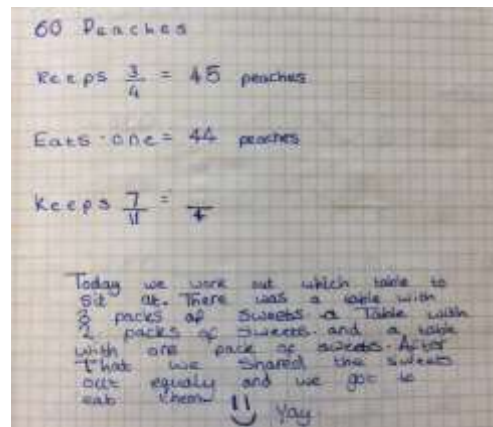 60 Peaches
Keeps 3/4 = 45 peaches
Eats one = 44 peaches
Keeps 7/11 =
Today we work out which table to
sit at. There was a table with
3 packs of sweets a Table with
2 packs of sweets and a table
with one pack of sweets. After
that we shared the sweets
out equaly and we got to
eat them
Yay